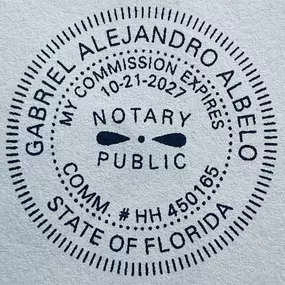 GABRIEL ALEJANDRO ALBELO
MY COMMISSION EXPIRES
10-21-2027
NOTARY
PUBLIC
COMM. # HH 450165
STATE OF FLORIDA